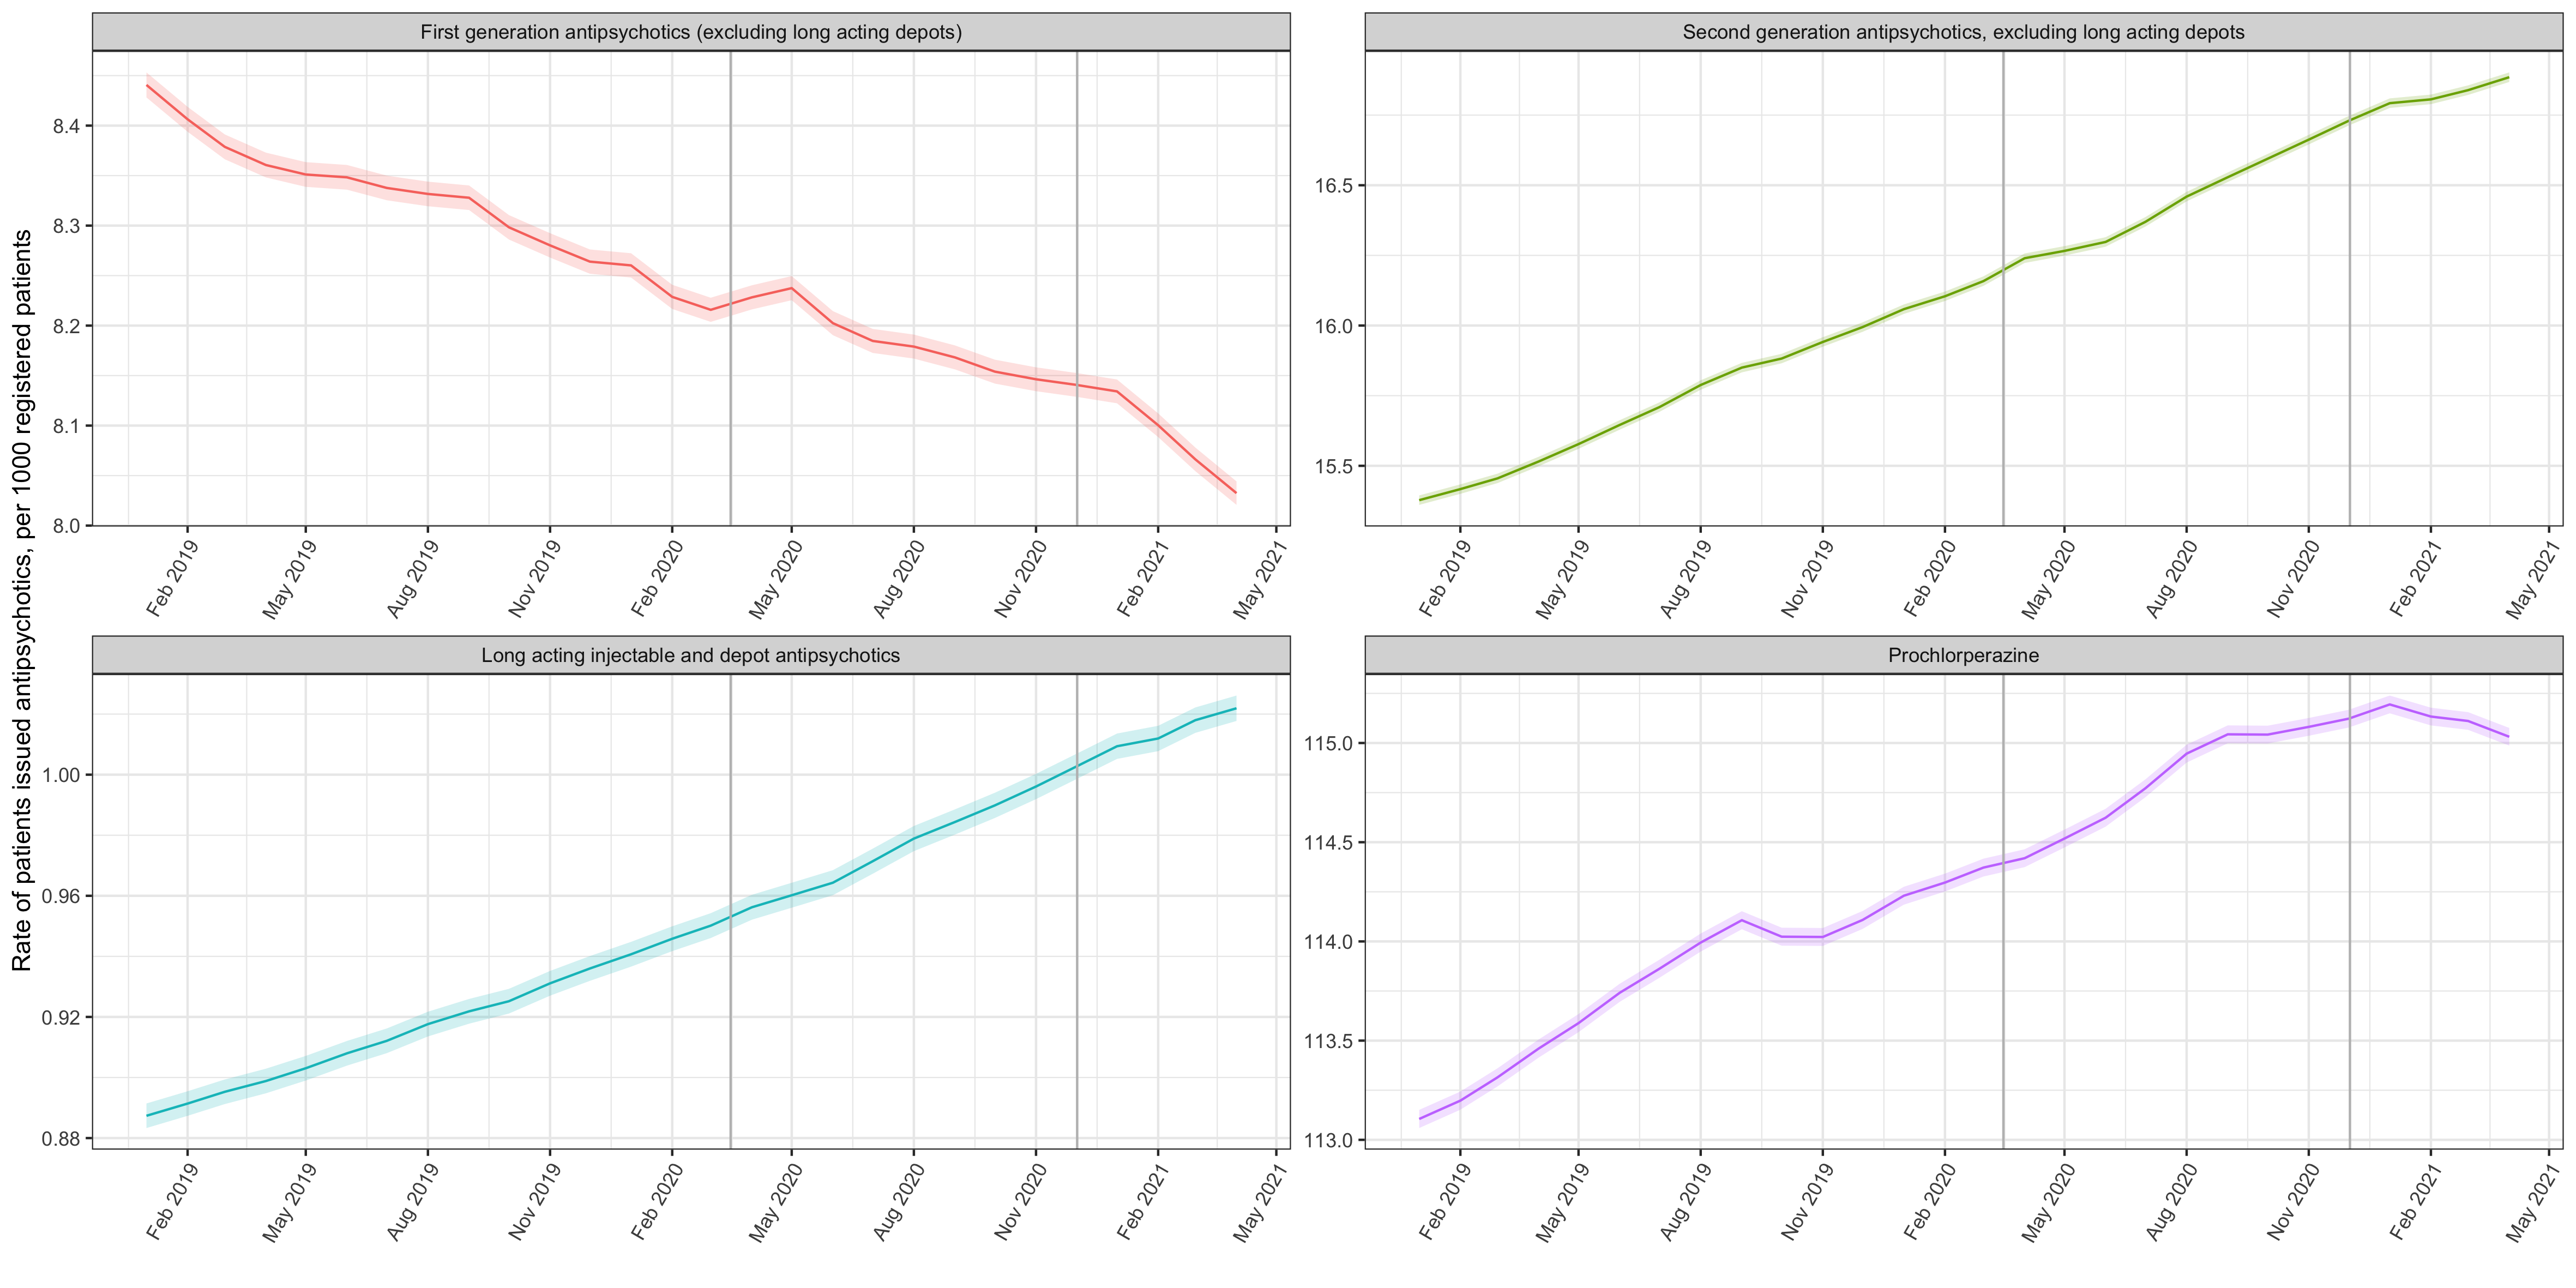 Rate of patients issued antipsychotics, per 1000 registered patients
First generation antipsychotics (excluding long acting depots)
8.4
8.3
8.2
8.1
8.0
Feb 2019
May 2019
Aug 2019
Nov 2019
Feb 2020
May 2020
Aug 2020
Nov 2020
Feb 2021
May 2021
Second generation antipsychotics, excluding long acting depots
16.5
16.0
15.5
Feb 2019
May 2019
Aug 2019
Nov 2019
Feb 2020
May 2020
Aug 2020
Nov 2020
Feb 2021
May 2021
Long acting injectable and depot antipsychotics
1.00
0.96
0.92
0.88
Feb 2019
May 2019
Aug 2019
Nov 2019
Feb 2020
May 2020
Aug 2020
Nov 2020
Feb 2021
May 2021
Prochlorperazine
115.0
114.5
114.0
113.5
113.0
Feb 2019
May 2019
Aug 2019
Nov 2019
Feb 2020
May 2020
Aug 2020
Nov 2020
Feb 2021
May 2021